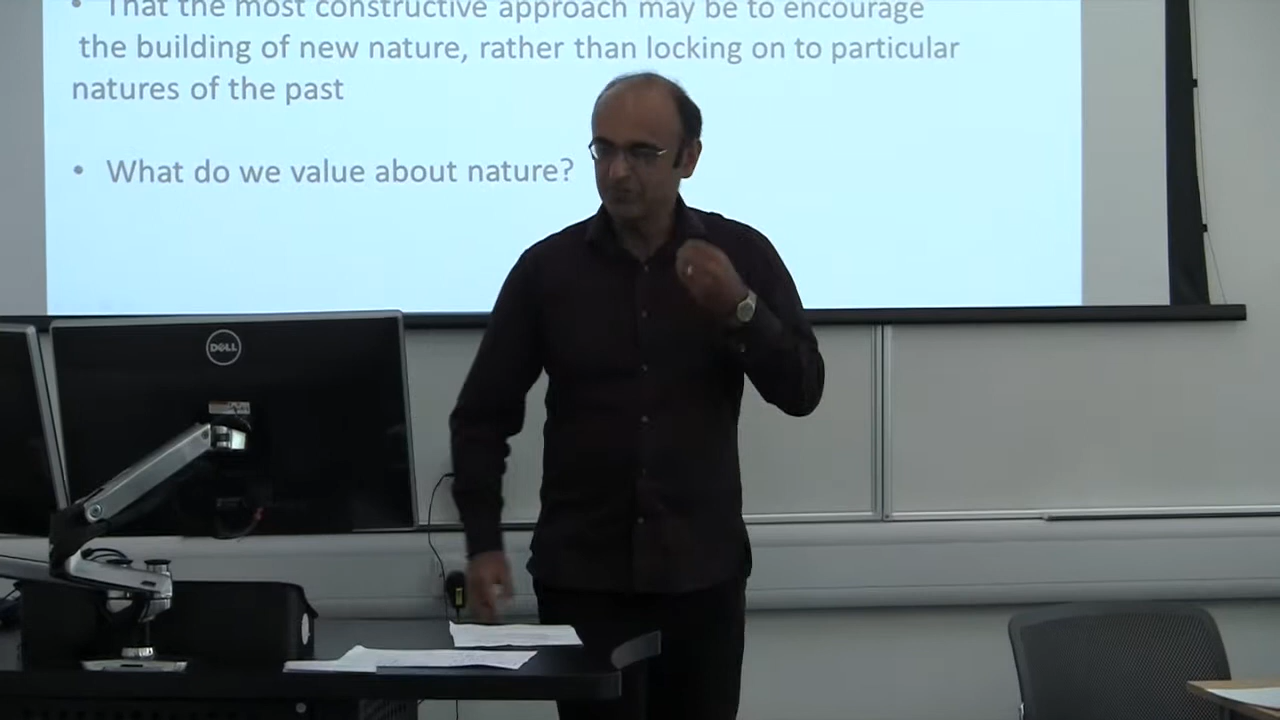 • That the most constructive approach may be to encourage
the building of new nature, rather than locking on to particular
natures of the past
• What do we value about nature?
DELL